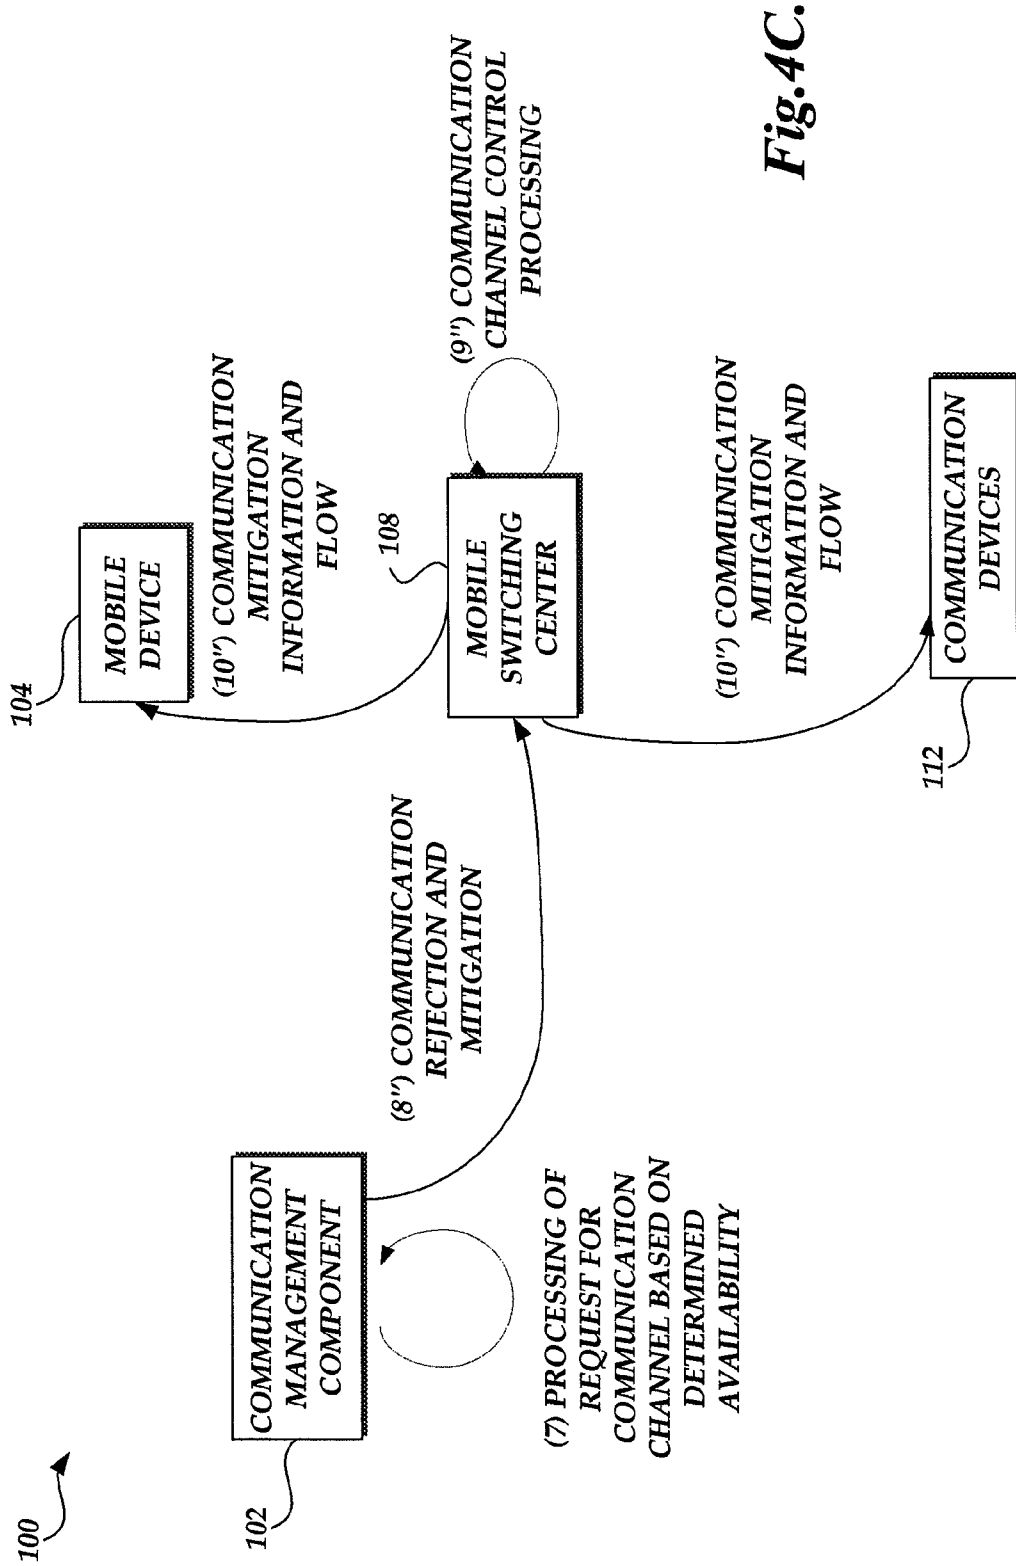 100
102
COMMUNICATION
MANAGEMENT
COMPONENT
(7) PROCESSING OF
REQUEST FOR
COMMUNICATION
CHANNEL BASED ON
DETERMINED
AVAILABILITY
(8") COMMUNICATION
REJECTION AND
MITIGATION
104
MOBILE
DEVICE
(10") COMMUNICATION
MITIGATION
INFORMATION AND
FLOW
108
MOBILE
SWITCHING
CENTER
(9") COMMUNICATION
CHANNEL CONTROL
PROCESSING
(10") COMMUNICATION
MITIGATION
INFORMATION AND
FLOW
112
COMMUNICATION
DEVICES
Fig.4C.